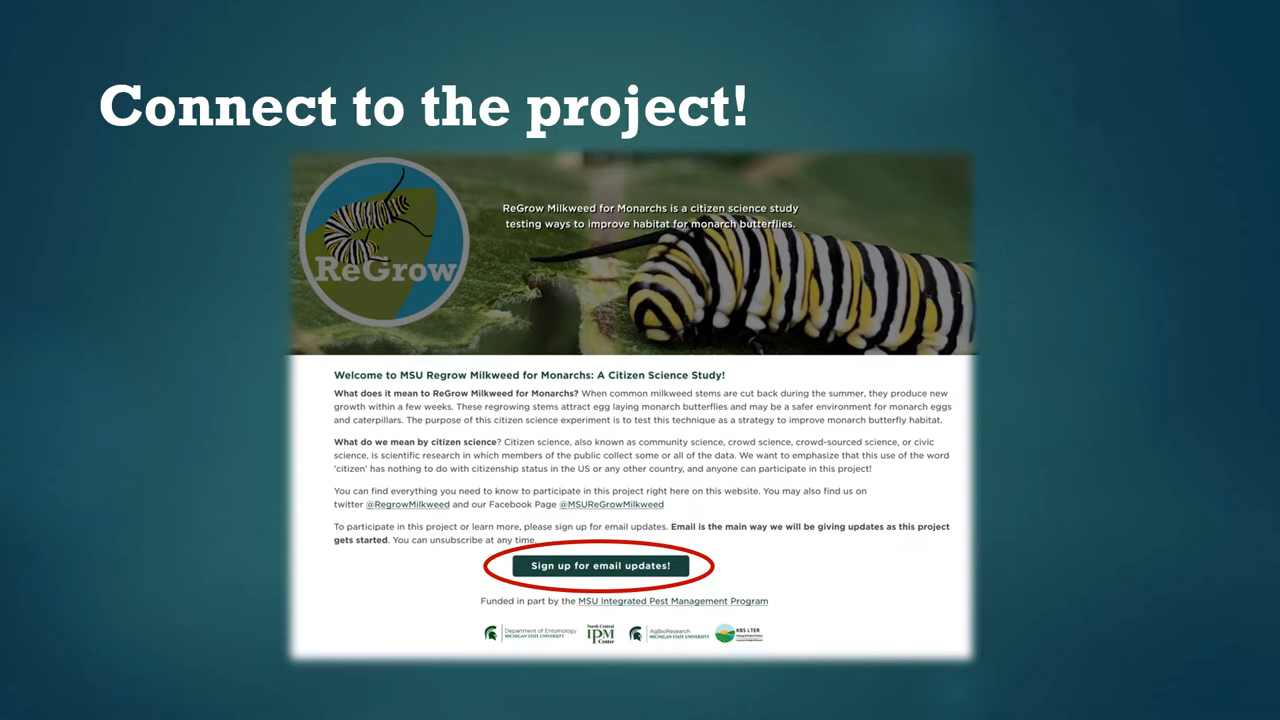 Connect to the project!
ReGrow
ReGrow Milkweed for Monarchs is a citizen science study
testing ways to improve habitat for monarch butterflies.
Welcome to MSU Regrow Milkweed for Monarchs: A Citizen Science Study!
What does it mean to ReGrow Milkweed for Monarchs? When common milkweed stems are cut back during the summer, they produce new
growth within a few weeks. These regrowing stems attract egg laying monarch butterflies and may be a safer environment for monarch eggs
and caterpillars. The purpose of this citizen science experiment is to test this technique as a strategy to improve monarch butterfly habitat.
What do we mean by citizen science? Citizen science, also known as community science, crowd science, crowd-sourced science, or civic
science, is scientific research in which members of the public collect some or all of the data. We want to emphasize that this use of the word
'citizen' has nothing to do with citizenship status in the US or any other country, and anyone can participate in this project!
You can find everything you need to know to participate in this project right here on this website. You may also find us on
twitter @RegrowMilkweed and our Facebook Page @MSUReGrowMilkweed
To participate in this project or learn more, please sign up for email updates. Email is the main way we will be giving updates as this project
gets started. You can unsubscribe at any time.
Sign up for email updates!
Funded in part by the MSU Integrated Pest Management Program
Department of Entomology
MICHIGAN STATE UNIVERSITY
North Central
IPM
Center
AgBioResearch
MICHIGAN STATE UNIVERSITY
KBS LTER